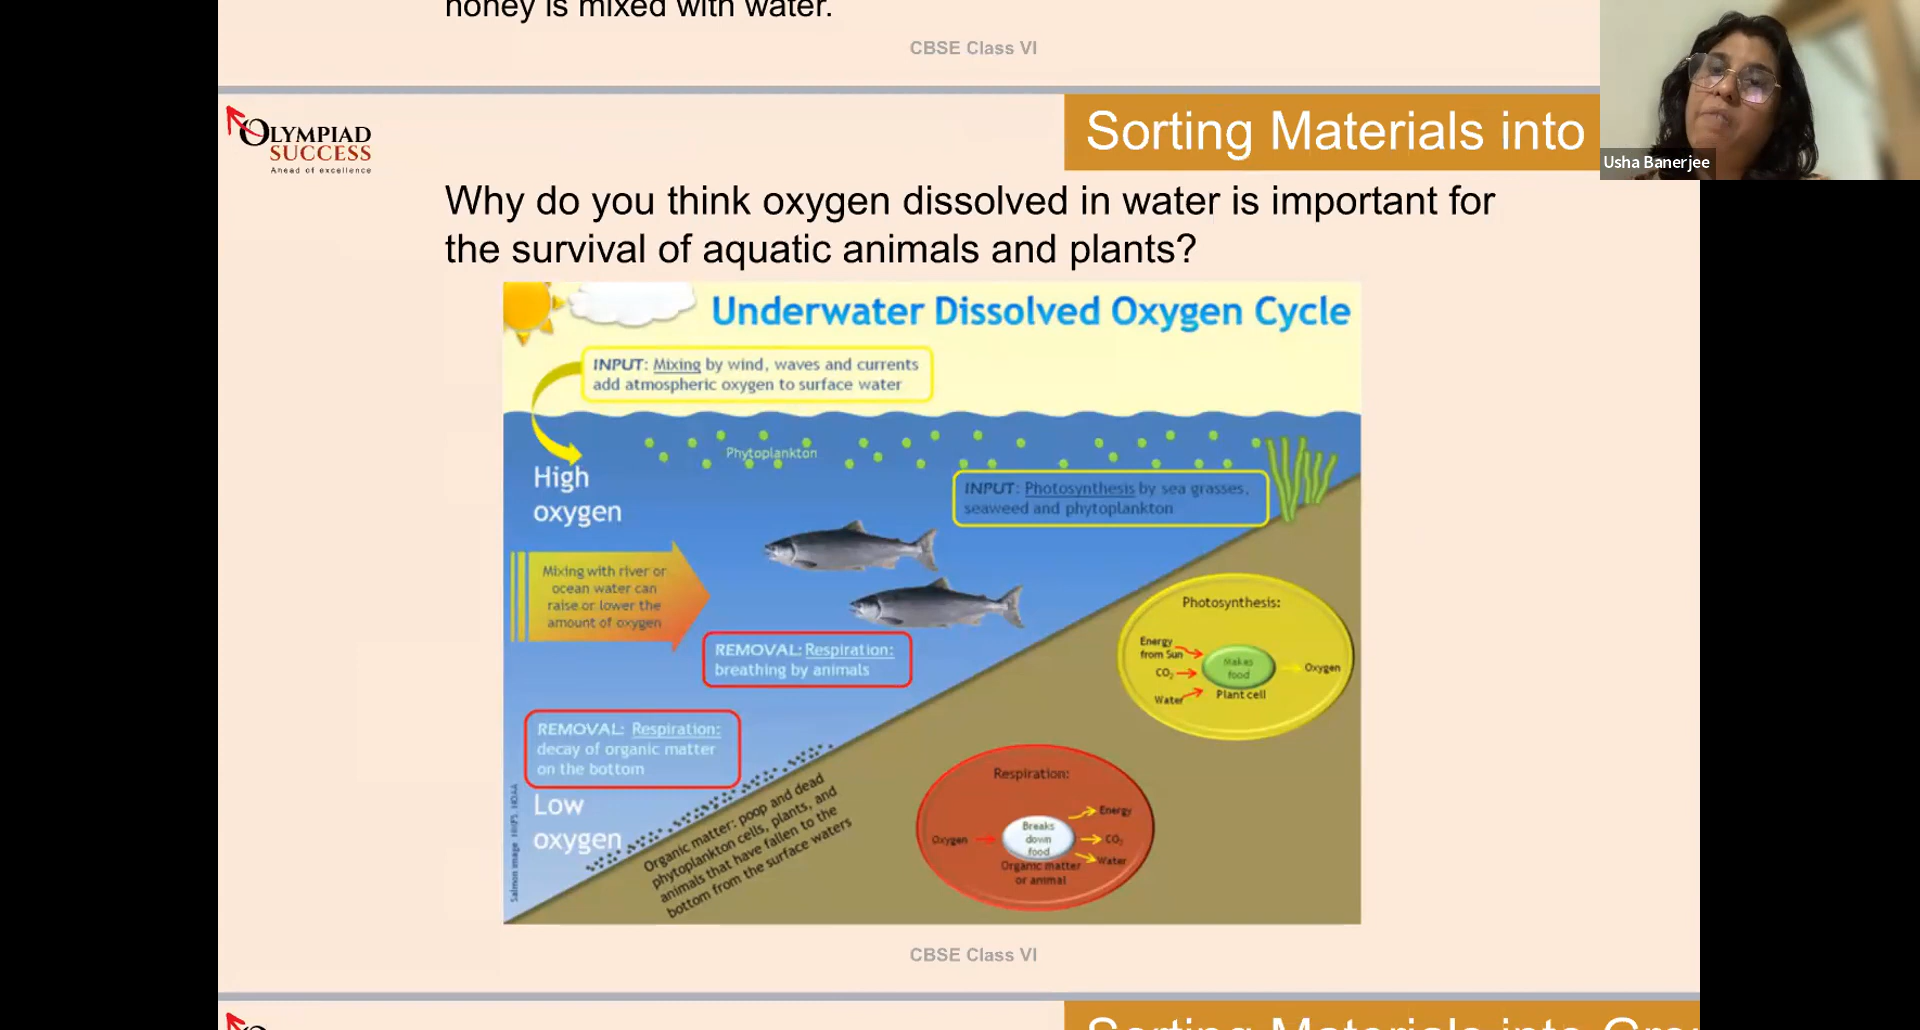 honey is mixed with water.
CBSE Class VI
OLYMPIAD
SUCCESS
Ahead of excellence
Sorting Materials into
Usha Banerjee
Why do you think oxygen dissolved in water is important for
the survival of aquatic animals and plants?
Underwater Dissolved Oxygen Cycle
INPUT: Mixing by wind, waves and currents
add atmospheric oxygen to surface water
Phytoplankton
High
oxygen
INPUT: Photosynthesis by sea grasses,
seaweed and phytoplankton
Mixing with river or
ocean water can
raise or lower the
amount of oxygen
REMOVAL: Respiration:
breathing by animals
Photosynthesis:
Energy
from Sun
CO₂
Water
Makes
food
Plant cell
Oxygen
REMOVAL: Respiration:
decay of organic matter
on the bottom
Low
oxygen
Salmon image: HHPS, NOAA
Organic matter: poop and dead
phytoplankton cells, plants, and
animals that have fallen to the
bottom from the surface waters
Respiration:
Oxygen
Breaks
down
food
Organic matter
or animal
Energy
CO₂
Water
CBSE Class VI
Sorting Materials into Gro